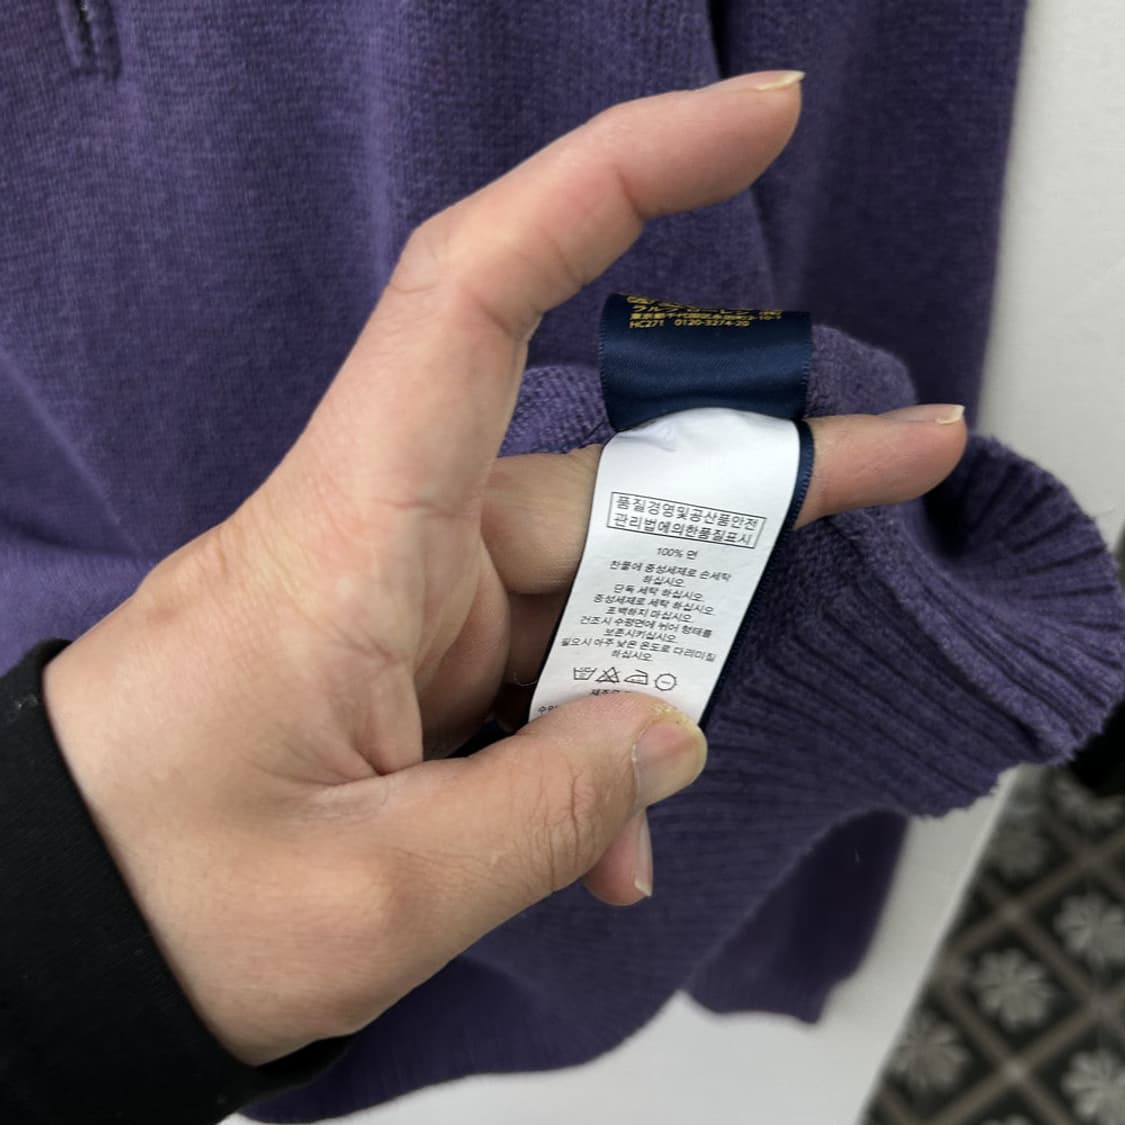 HC271 0120-3274-20
품질경영및공산품안전
관리법에의한품질표시
100% 면
찬물에 중성세제로 손세탁
하십시오.
단독 세탁 하십시오.
중성세제로 세탁 하십시오.
표백하지 마십시오.
건조시 수평면에 뉘어 형태를
보존시키십시오.
필요시 아주 낮은 온도로 다리미질
하십시오.